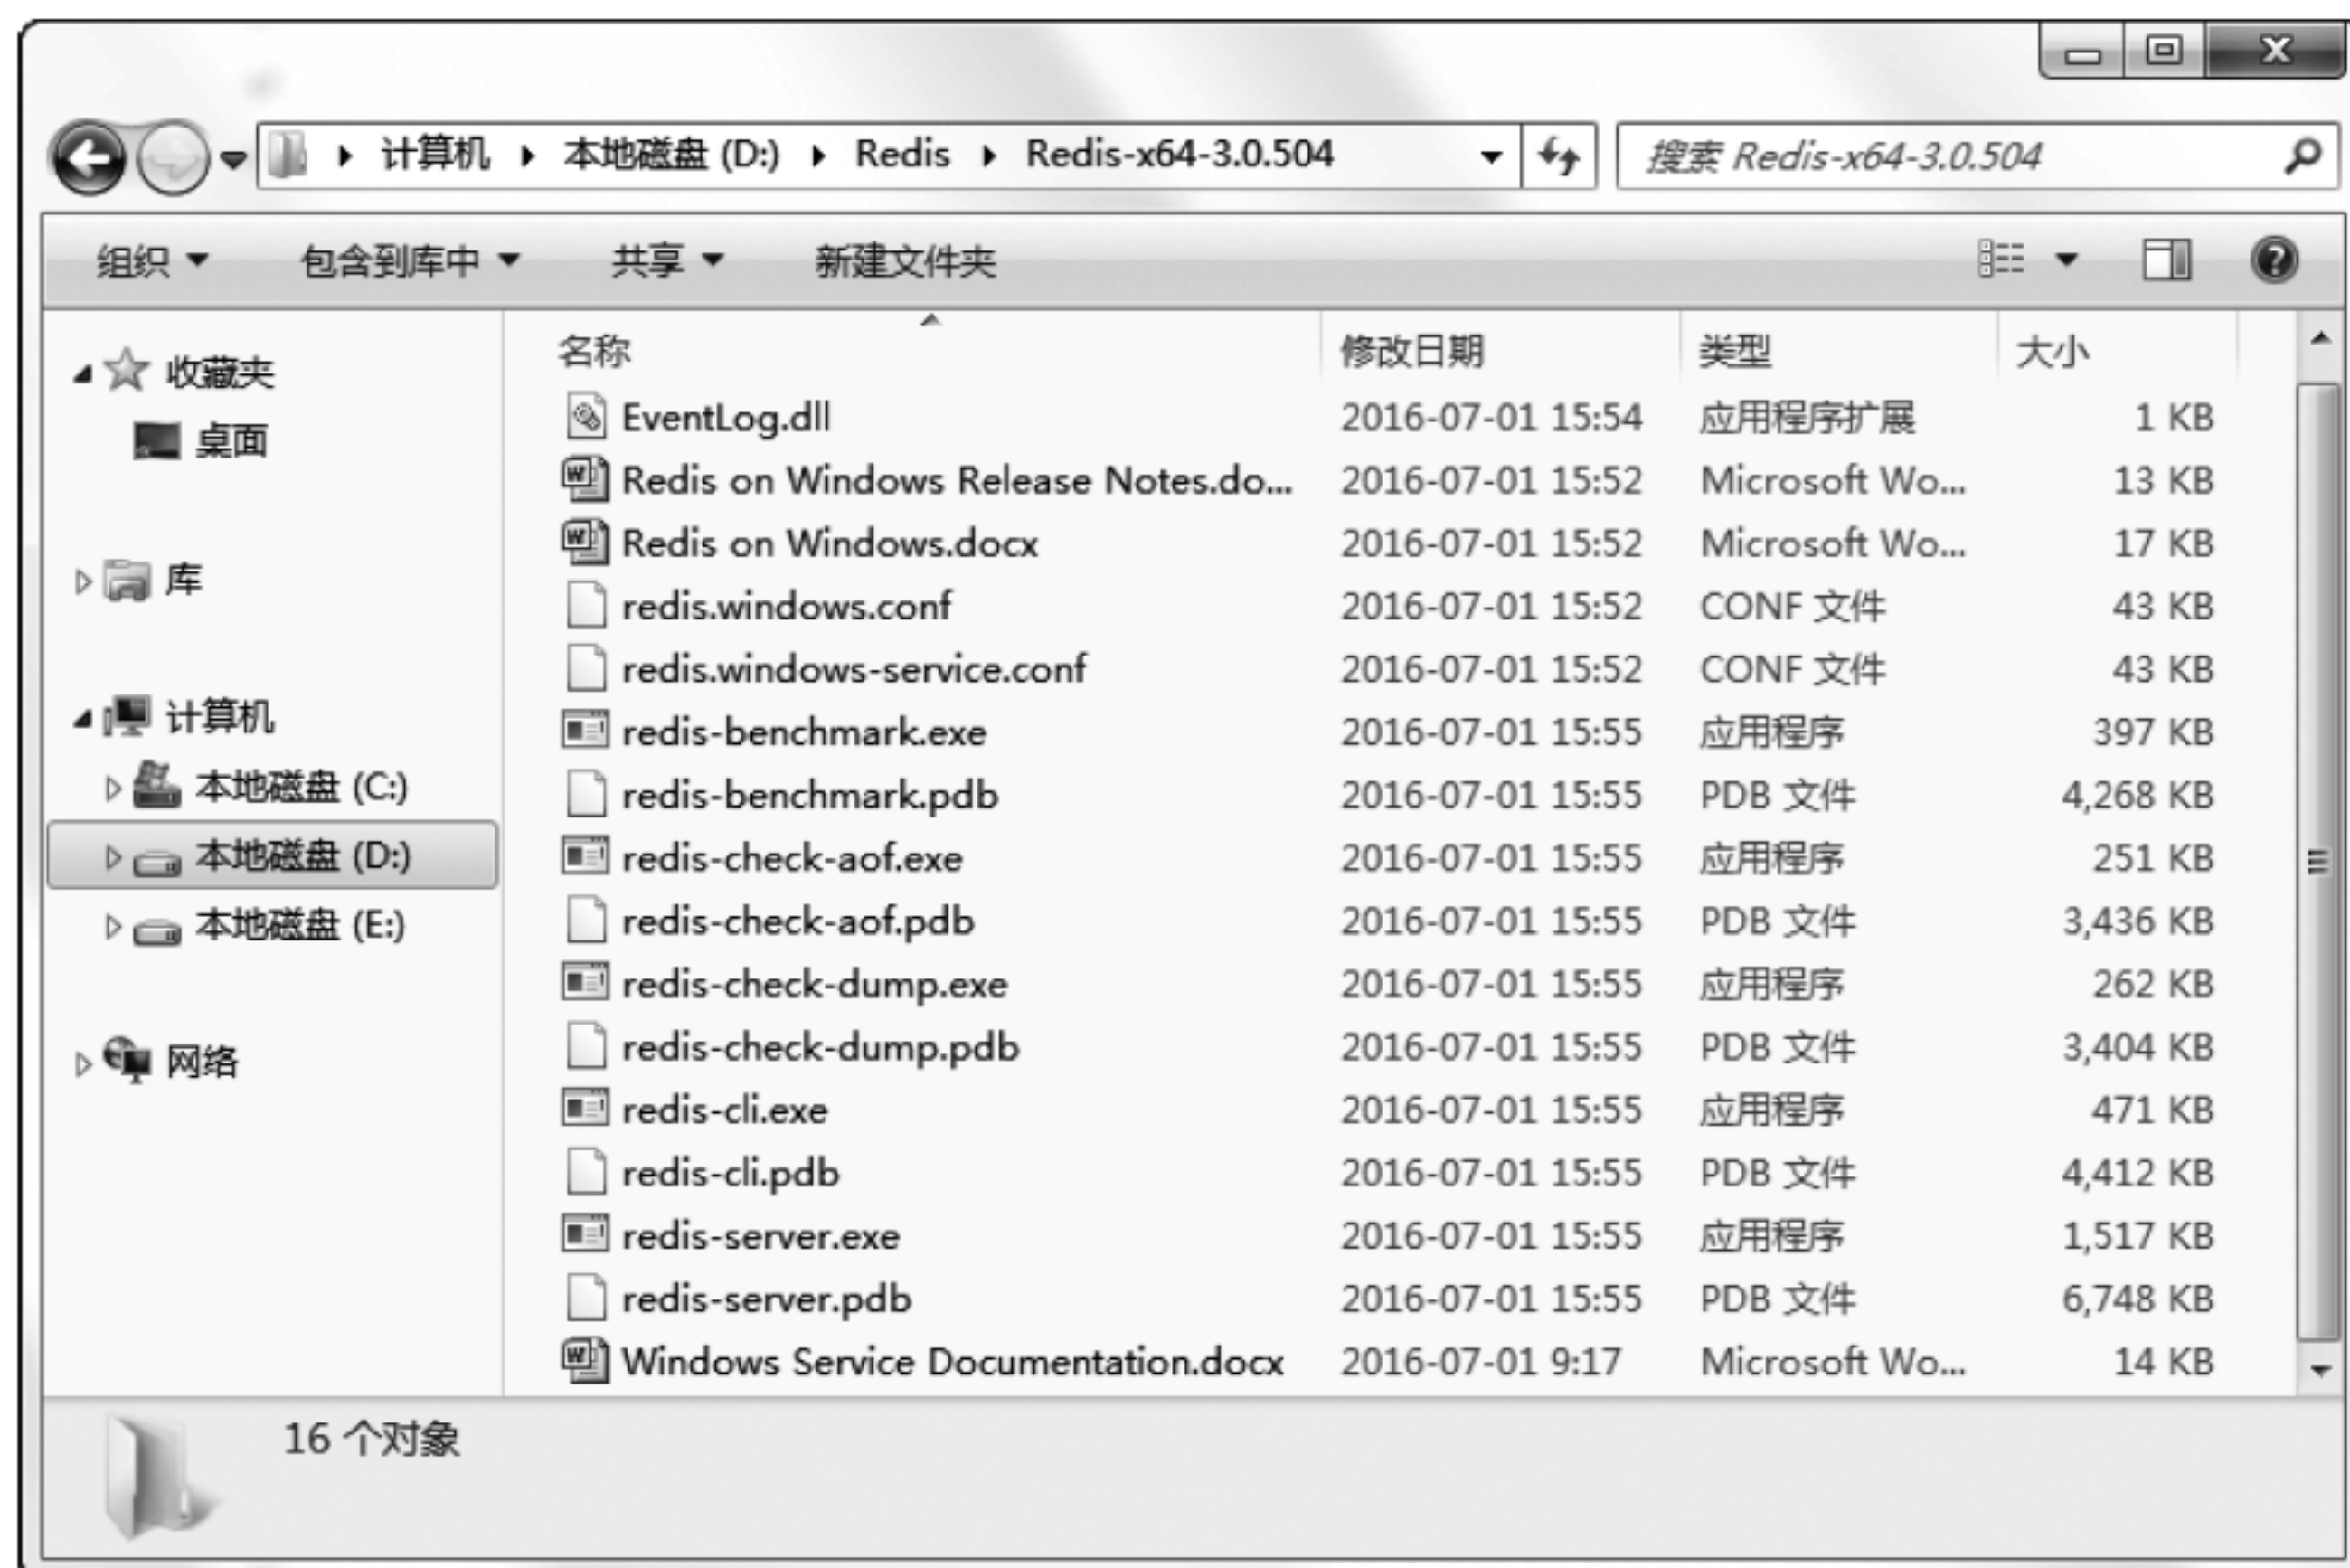 计算机 本地磁盘 (D:) Redis Redis-x64-3.0.504 搜索 Redis-x64-3.0.504
组织 包含到库中 共享 新建文件夹
收藏夹
桌面
库
计算机
本地磁盘 (C:)
本地磁盘 (D:)
本地磁盘 (E:)
网络
名称 修改日期 类型 大小
EventLog.dll 2016-07-01 15:54 应用程序扩展 1 KB
Redis on Windows Release Notes.do... 2016-07-01 15:52 Microsoft Wo... 13 KB
Redis on Windows.docx 2016-07-01 15:52 Microsoft Wo... 17 KB
redis.windows.conf 2016-07-01 15:52 CONF 文件 43 KB
redis.windows-service.conf 2016-07-01 15:52 CONF 文件 43 KB
redis-benchmark.exe 2016-07-01 15:55 应用程序 397 KB
redis-benchmark.pdb 2016-07-01 15:55 PDB 文件 4,268 KB
redis-check-aof.exe 2016-07-01 15:55 应用程序 251 KB
redis-check-aof.pdb 2016-07-01 15:55 PDB 文件 3,436 KB
redis-check-dump.exe 2016-07-01 15:55 应用程序 262 KB
redis-check-dump.pdb 2016-07-01 15:55 PDB 文件 3,404 KB
redis-cli.exe 2016-07-01 15:55 应用程序 471 KB
redis-cli.pdb 2016-07-01 15:55 PDB 文件 4,412 KB
redis-server.exe 2016-07-01 15:55 应用程序 1,517 KB
redis-server.pdb 2016-07-01 15:55 PDB 文件 6,748 KB
Windows Service Documentation.docx 2016-07-01 9:17 Microsoft Wo... 14 KB
16 个对象